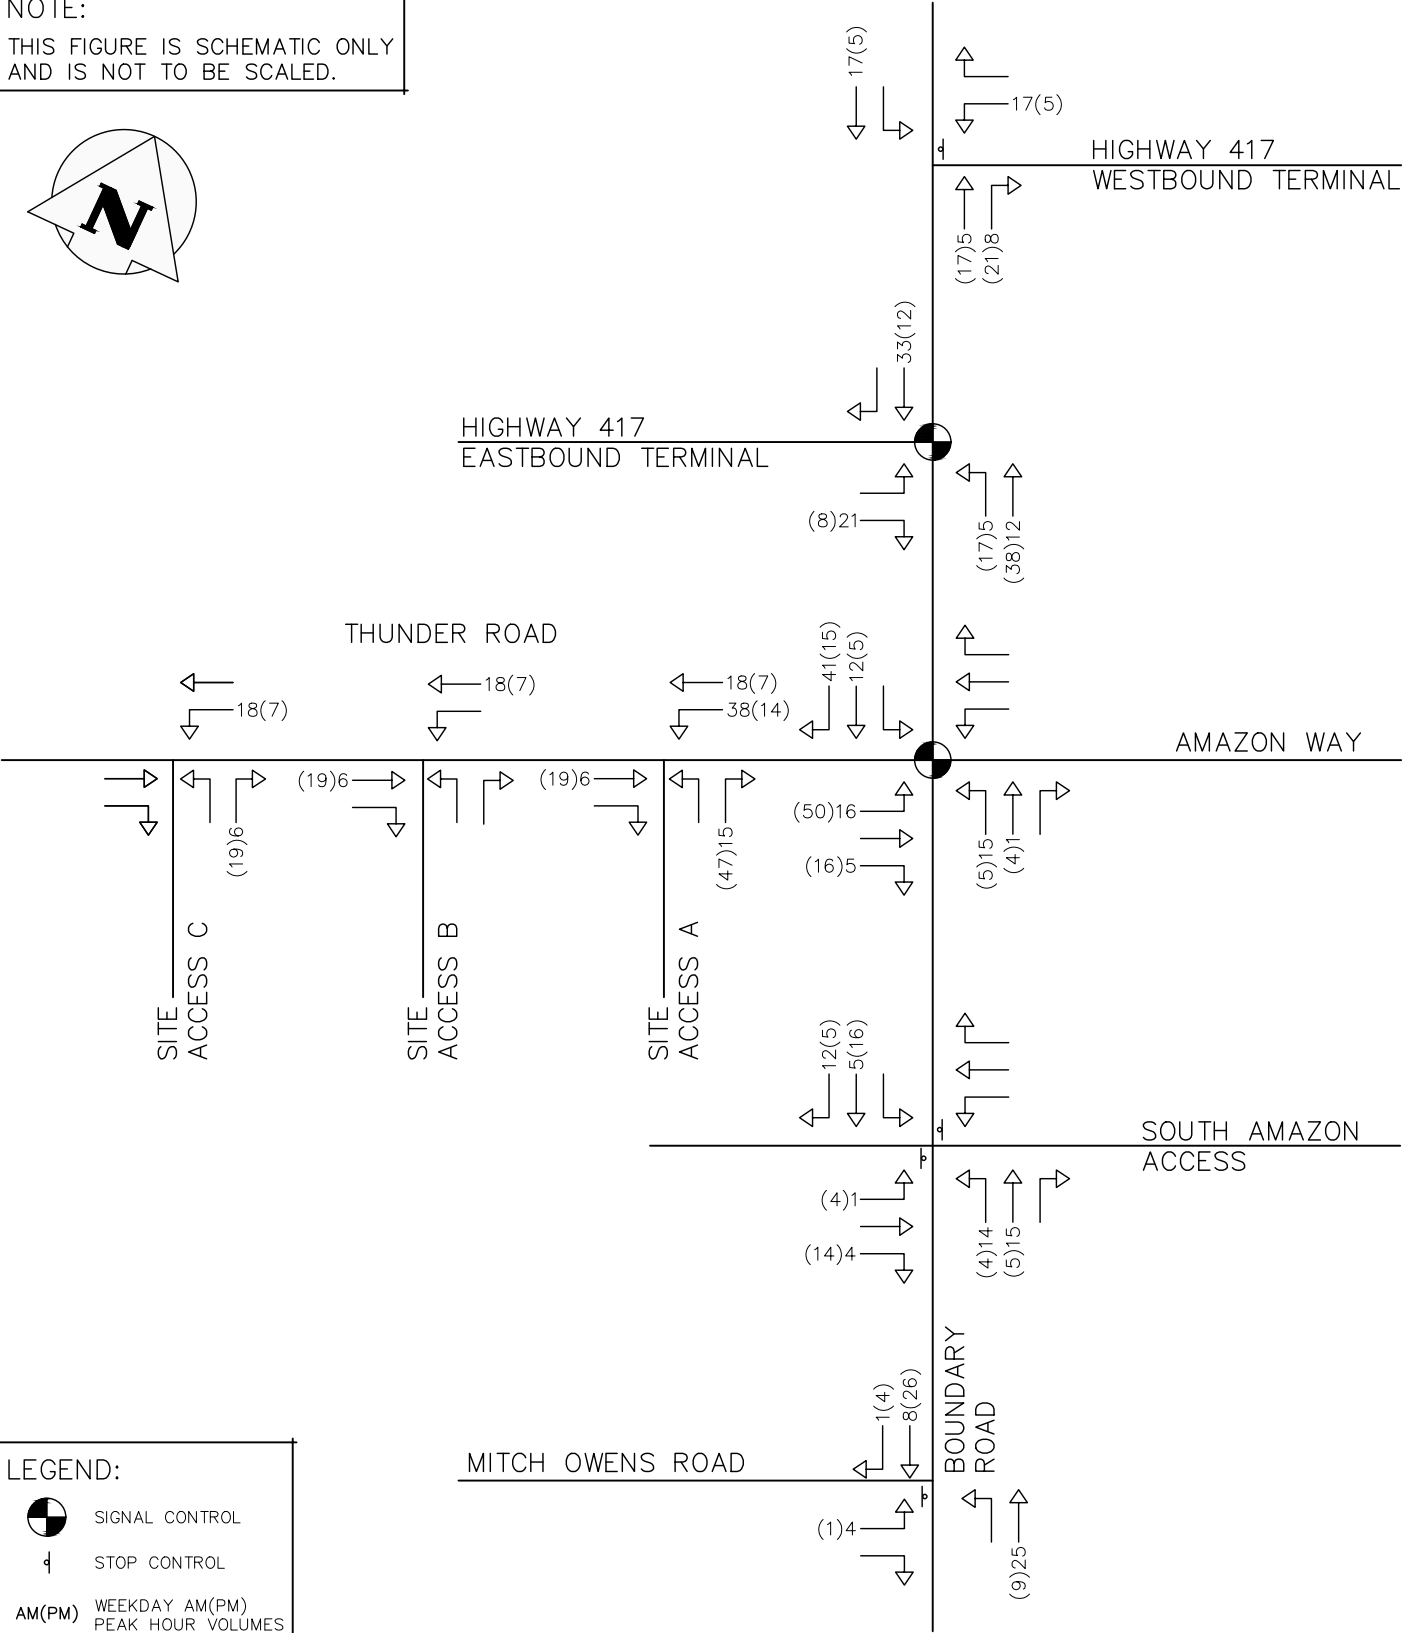 NOTE:
THIS FIGURE IS SCHEMATIC ONLY
AND IS NOT TO BE SCALED.
N
17(5)
17(5)
HIGHWAY 417
WESTBOUND TERMINAL
(17)5
(21)8
33(12)
HIGHWAY 417
EASTBOUND TERMINAL
(8)21
(17)5
(38)12
THUNDER ROAD
18(7)
18(7)
18(7)
38(14)
41(15)
12(5)
AMAZON WAY
(19)6
(19)6
(19)6
(47)15
(50)16
(16)5
(5)15
(4)1
SITE
ACCESS C
SITE
ACCESS B
SITE
ACCESS A
12(5)
5(16)
SOUTH AMAZON
ACCESS
(4)1
(14)4
(4)14
(5)15
BOUNDARY
ROAD
1(4)
8(26)
MITCH OWENS ROAD
(1)4
(9)25
LEGEND:
SIGNAL CONTROL
STOP CONTROL
AM(PM) WEEKDAY AM(PM)
PEAK HOUR VOLUMES